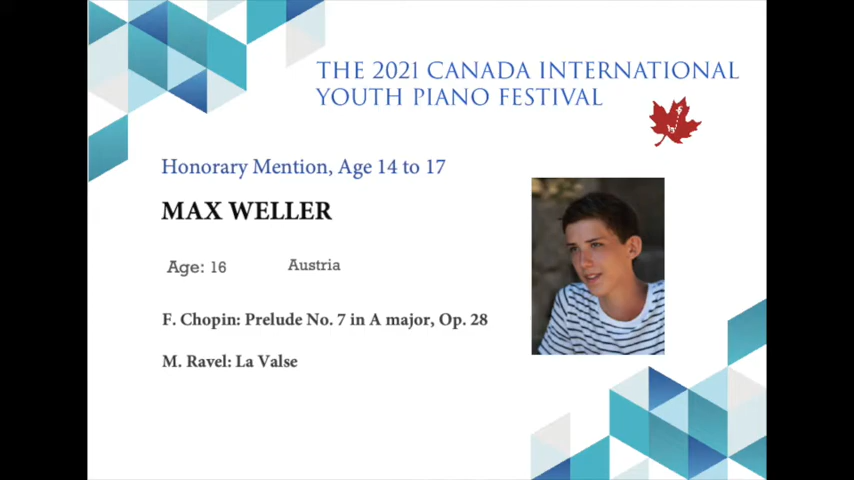 THE 2021 CANADA INTERNATIONAL
YOUTH PIANO FESTIVAL
Honorary Mention, Age 14 to 17
MAX WELLER
Age: 16 Austria
F. Chopin: Prelude No. 7 in A major, Op. 28
M. Ravel: La Valse